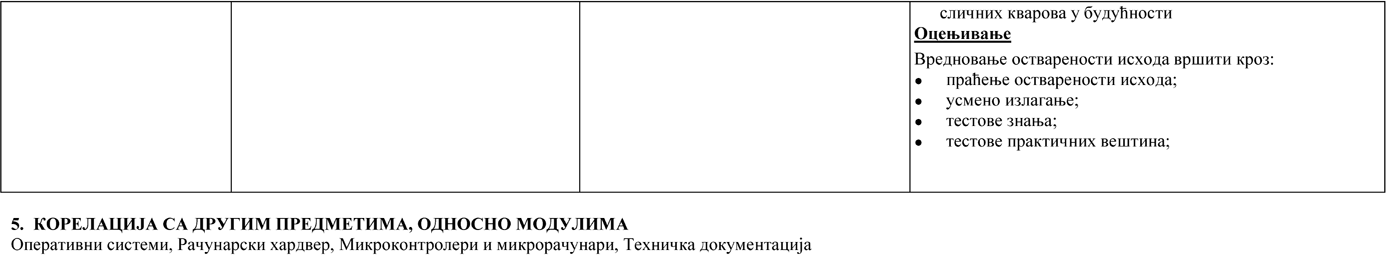 сличних кварова у будућности
Оцењивање
Вредновање остварености исхода вршити кроз:
● праћење остварености исхода;
● усмено излагање;
● тестове знања;
● тестове практичних вештина;
5. КОРЕЛАЦИЈА СА ДРУГИМ ПРЕДМЕТИМА, ОДНОСНО МОДУЛИМА
Оперативни системи, Рачунарски хардвер, Микроконтролери и микрорачунари, Техничка документација